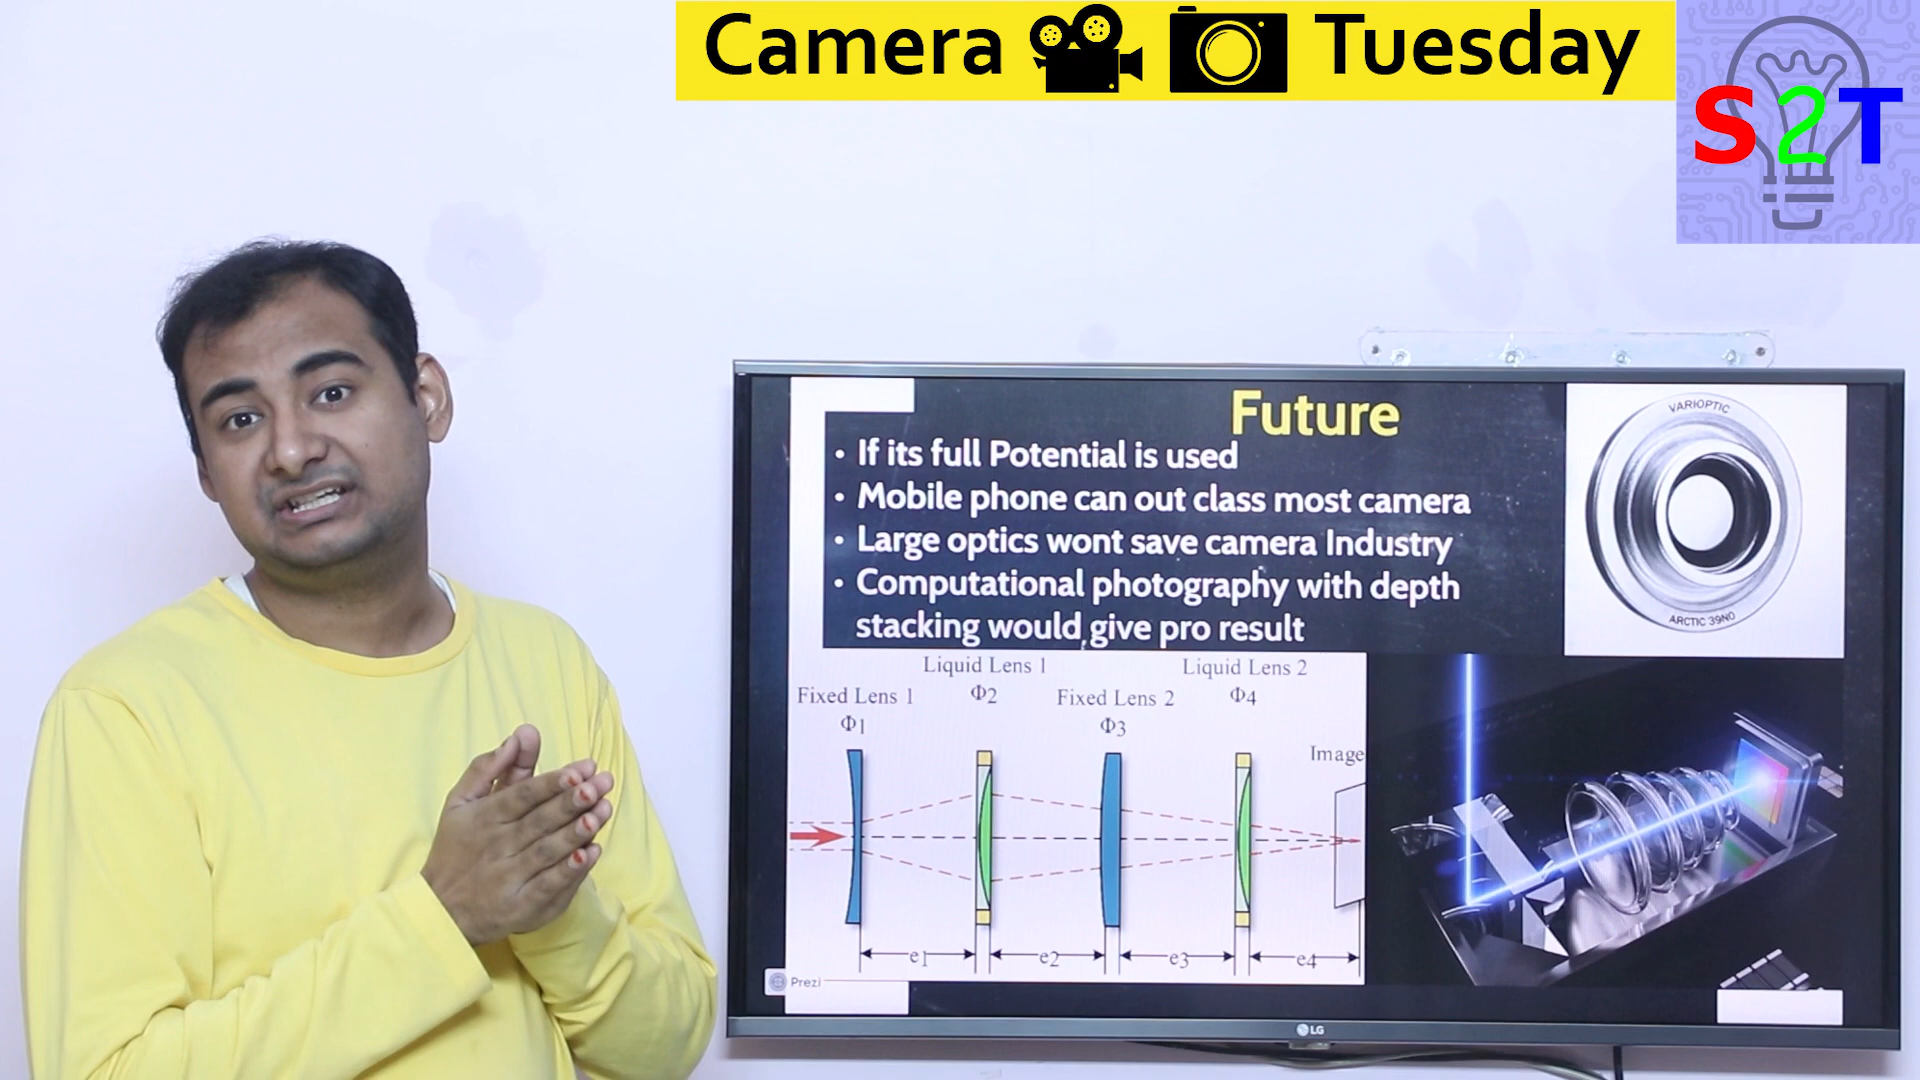 Camera Tuesday
S2T
Future
• If its full Potential is used
• Mobile phone can out class most camera
• Large optics wont save camera Industry
• Computational photography with depth
stacking would give pro result
VARIOPTIC
ARCTIC 39N0
Liquid Lens 1
Φ2
Liquid Lens 2
Φ4
Fixed Lens 1
Φ1
Fixed Lens 2
Φ3
Image
e1
e2
e3
e4
Prezi
LG